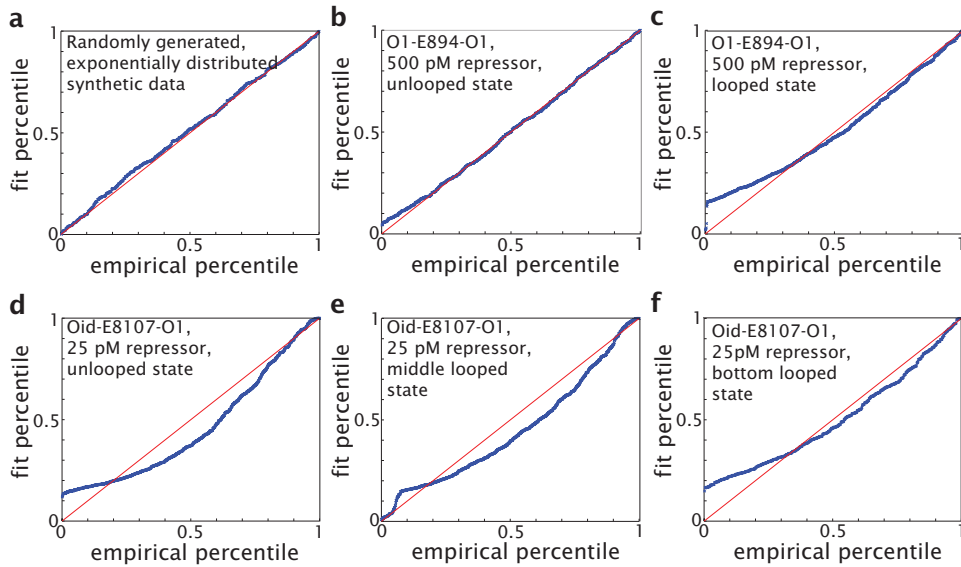 a
Randomly generated,
exponentially distributed
synthetic data
1
0.5
0
fit percentile
0
0.5
1
empirical percentile
b
O1-E894-O1,
500 pM repressor,
unlooped state
1
0.5
0
fit percentile
0
0.5
1
empirical percentile
c
O1-E894-O1,
500 pM repressor,
looped state
1
0.5
0
fit percentile
0
0.5
1
empirical percentile
d
Oid-E8107-O1,
25 pM repressor,
unlooped state
1
0.5
0
fit percentile
0
0.5
1
empirical percentile
e
Oid-E8107-O1,
25 pM repressor,
middle looped
state
1
0.5
0
fit percentile
0
0.5
1
empirical percentile
f
Oid-E8107-O1,
25pM repressor,
bottom looped
state
1
0.5
0
fit percentile
0
0.5
1
empirical percentile